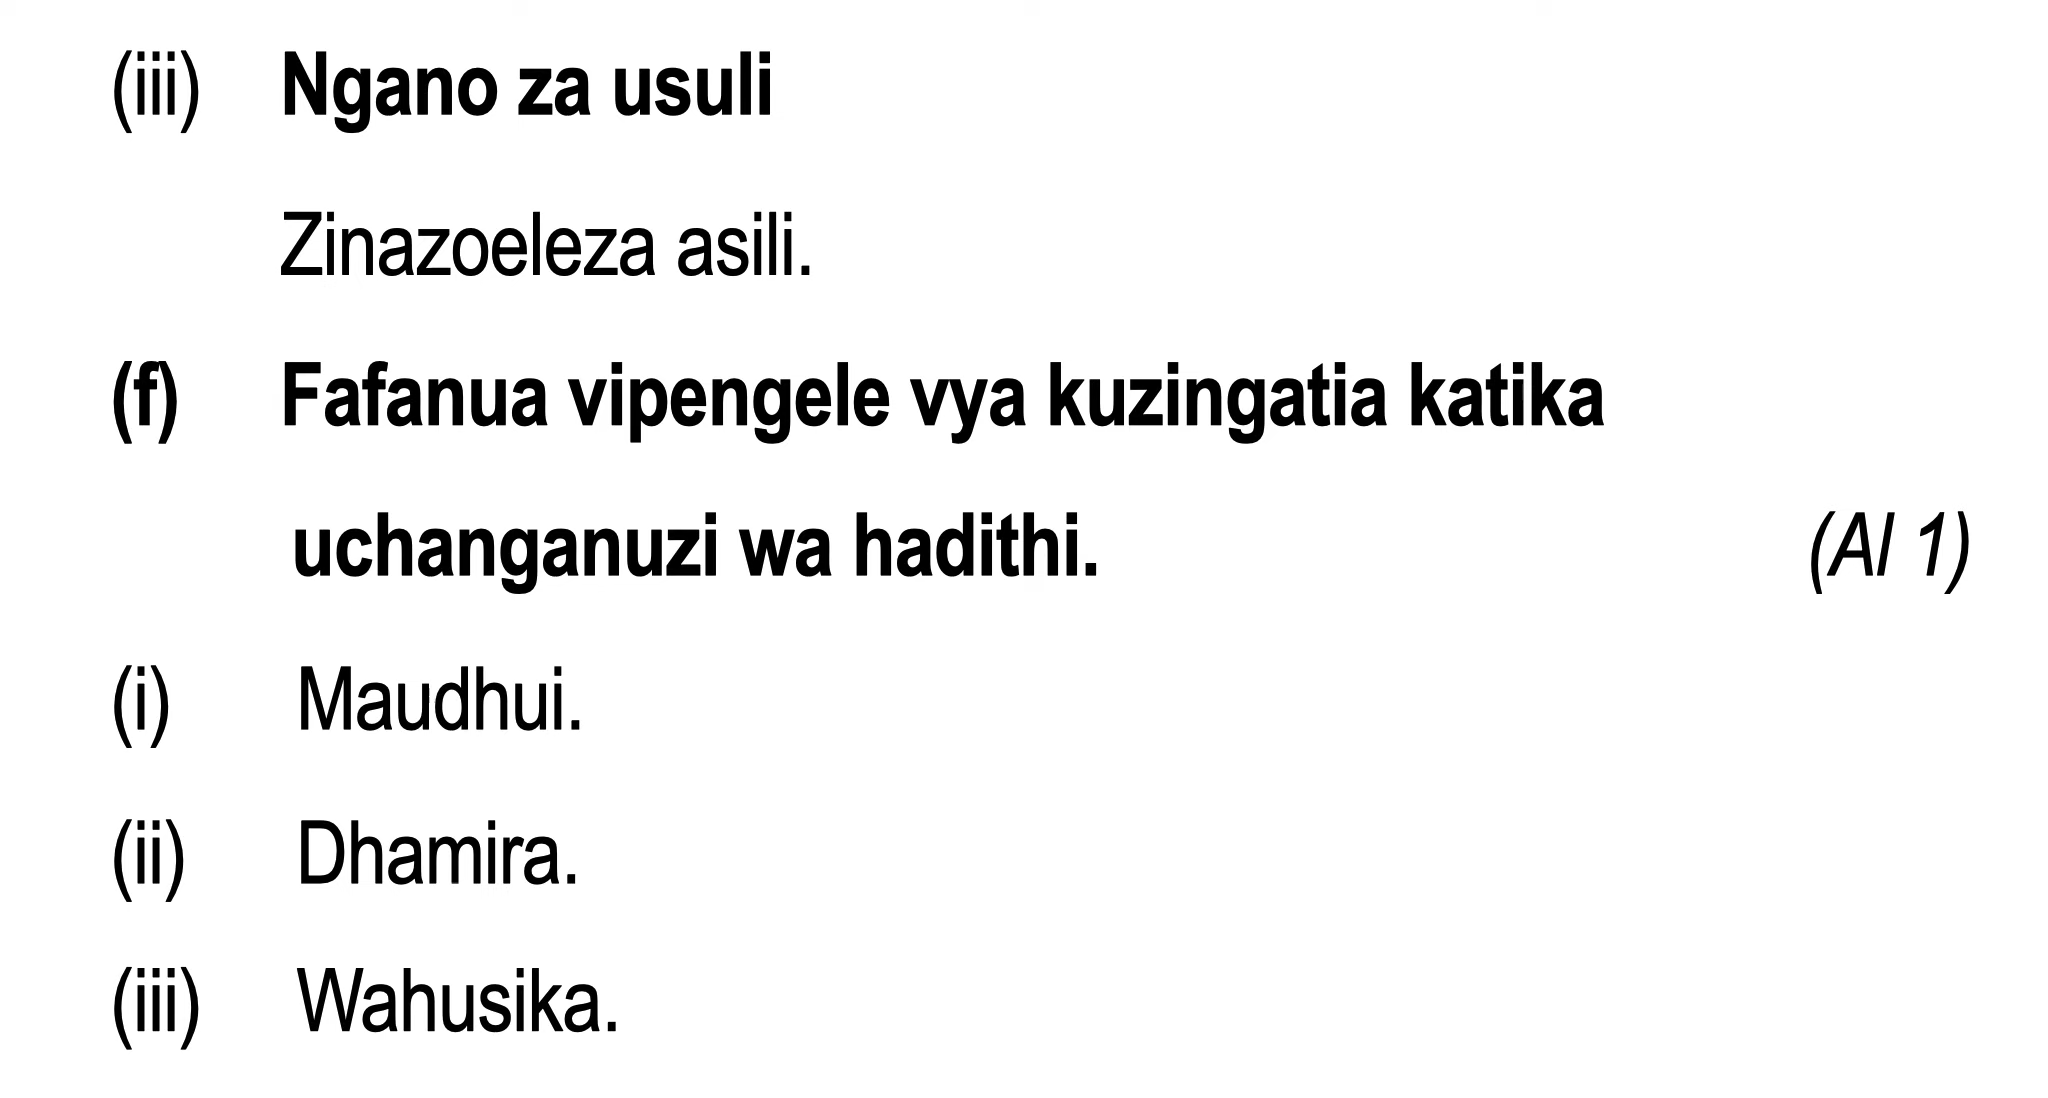 (iii) Ngano za usuli
Zinazoeleza asili.
(f) Fafanua vipengele vya kuzingatia katika
uchanganuzi wa hadithi. (Al 1)
(i) Maudhui.
(ii) Dhamira.
(iii) Wahusika.